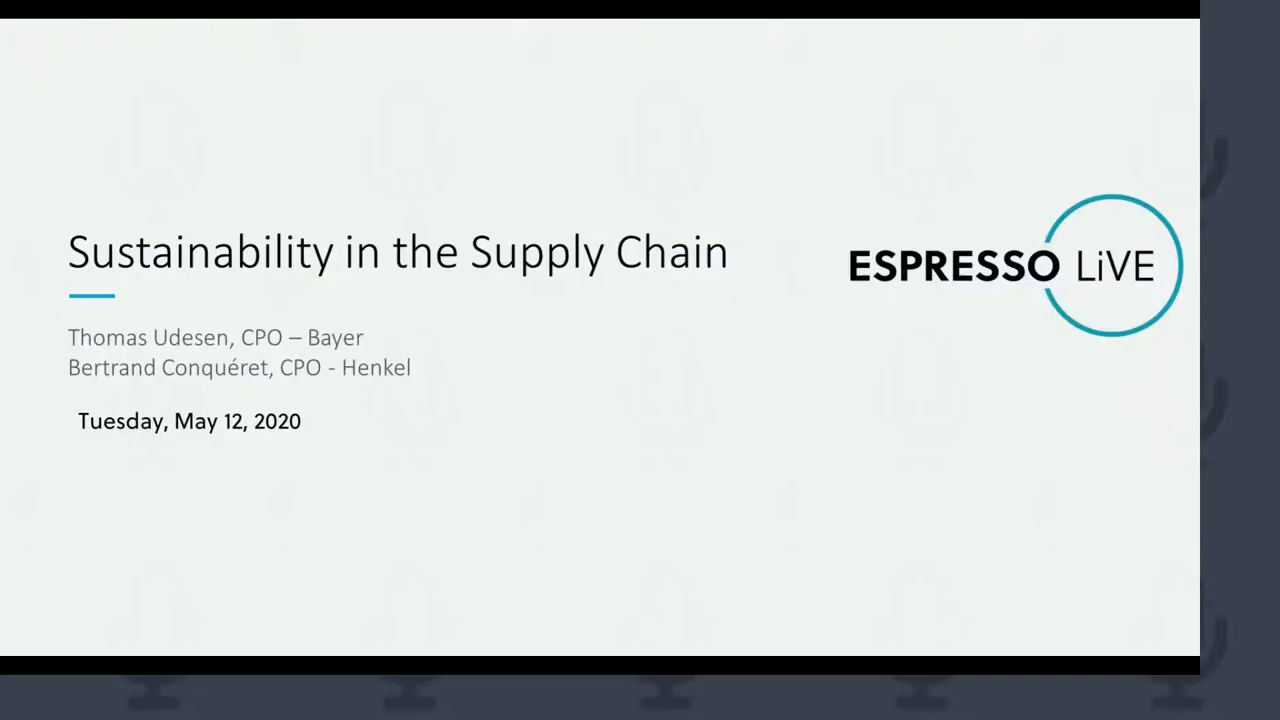 Sustainability in the Supply Chain
ESPRESSO LiVE
Thomas Udesen, CPO – Bayer
Bertrand Conquéret, CPO - Henkel
Tuesday, May 12, 2020